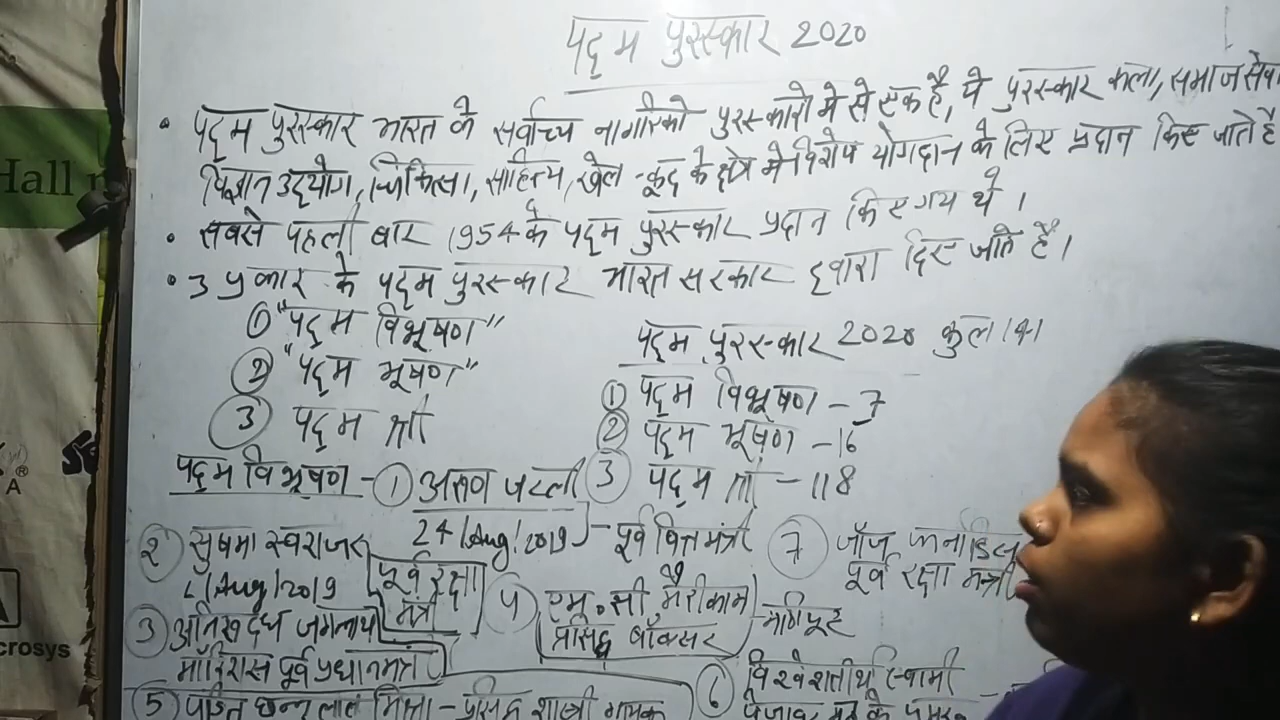 पद्म पुरस्कार 2020
• पद्म पुरस्कार भारत के सर्वोच्च नागरिको पुरस्कारो मे से एक है, ये पुरस्कार कला, समाज सेवा
विज्ञान उद्योग, चिकित्सा, साहित्य, खेल-कूद के क्षेत्र मे विशेष योगदान के लिए प्रदान किए जाते है
• सबसे पहली बार 1954 के पद्म पुरस्कार प्रदान किए गय थे।
• 3 प्रकार के पद्म पुरस्कार भारत सरकार द्वारा दिए जाते है।
① "पद्म विभूषण"
② "पद्म भूषण"
③ पद्म श्री
पद्म पुरस्कार 2020 कुल 141
① पद्म विभूषण - 7
② पद्म भूषण - 16
③ पद्म श्री - 118
पद्म विभूषण - ① अरुण जेटली
24/Aug/2019 - पूर्व वित्त मंत्री
② सुषमा स्वराज
/Aug/2019
पूर्व रक्षा
मंत्री
③ जगनाथ
पूर्व प्रधानमंत्री
④ एम. सी मैरीकाम
प्रसिद्ध बॉक्सर - मणिपूर
⑤ छन्नूलाल मिश्रा - प्रसिद्ध शास्त्री गायक
⑥ विश्वेशतीर्थ स्वामी
⑦ जॉज
पूर्व रक्षा मंत्री
Hall
A
crosys